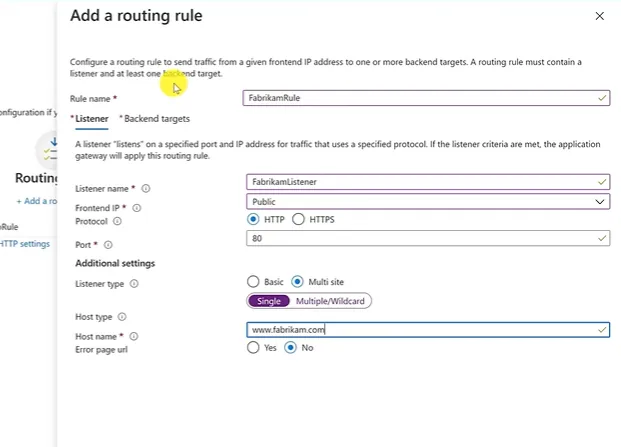 Add a routing rule
Configure a routing rule to send traffic from a given frontend IP address to one or more backend targets. A routing rule must contain a
listener and at least one backend target.
Rule name *
FabrikamRule
* Listener
* Backend targets
A listener "listens" on a specified port and IP address for traffic that uses a specified protocol. If the listener criteria are met, the application
gateway will apply this routing rule.
Listener name *
FabrikamListener
Frontend IP *
Public
Protocol
HTTP
HTTPS
Port *
80
Additional settings
Listener type
Basic
Multi site
Single
Multiple/Wildcard
Host type
Host name *
www.fabrikam.com
Error page url
Yes
No
onfiguration if y
Routing
+ Add a ro
Rule
HTTP settings